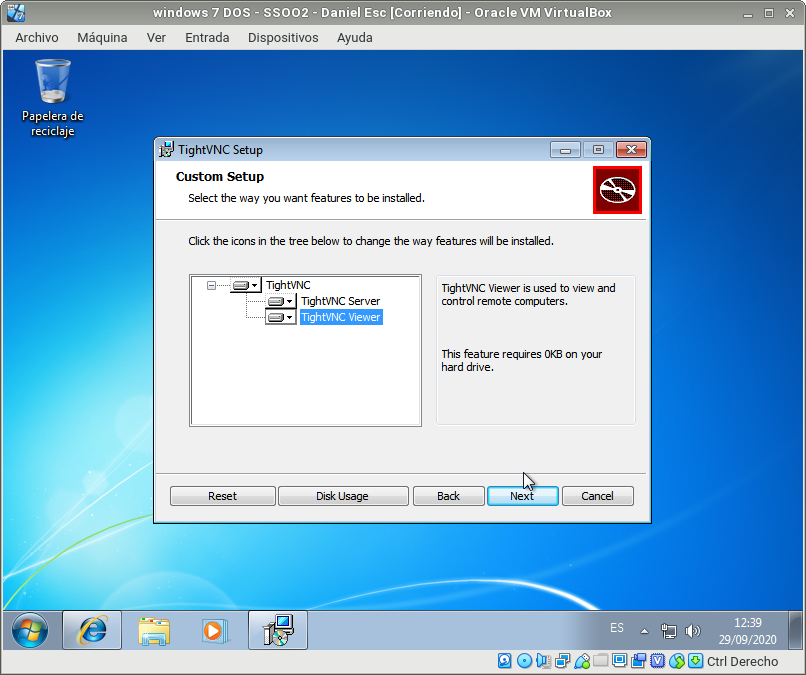 windows 7 DOS - SSOO2 - Daniel Esc [Corriendo] - Oracle VM VirtualBox
Archivo Máquina Ver Entrada Dispositivos Ayuda
Papelera de
reciclaje
TightVNC Setup
Custom Setup
Select the way you want features to be installed.
Click the icons in the tree below to change the way features will be installed.
TightVNC
TightVNC Server
TightVNC Viewer
TightVNC Viewer is used to view and
control remote computers.
This feature requires 0KB on your
hard drive.
Reset Disk Usage Back Next Cancel
ES
12:39
29/09/2020
Ctrl Derecho